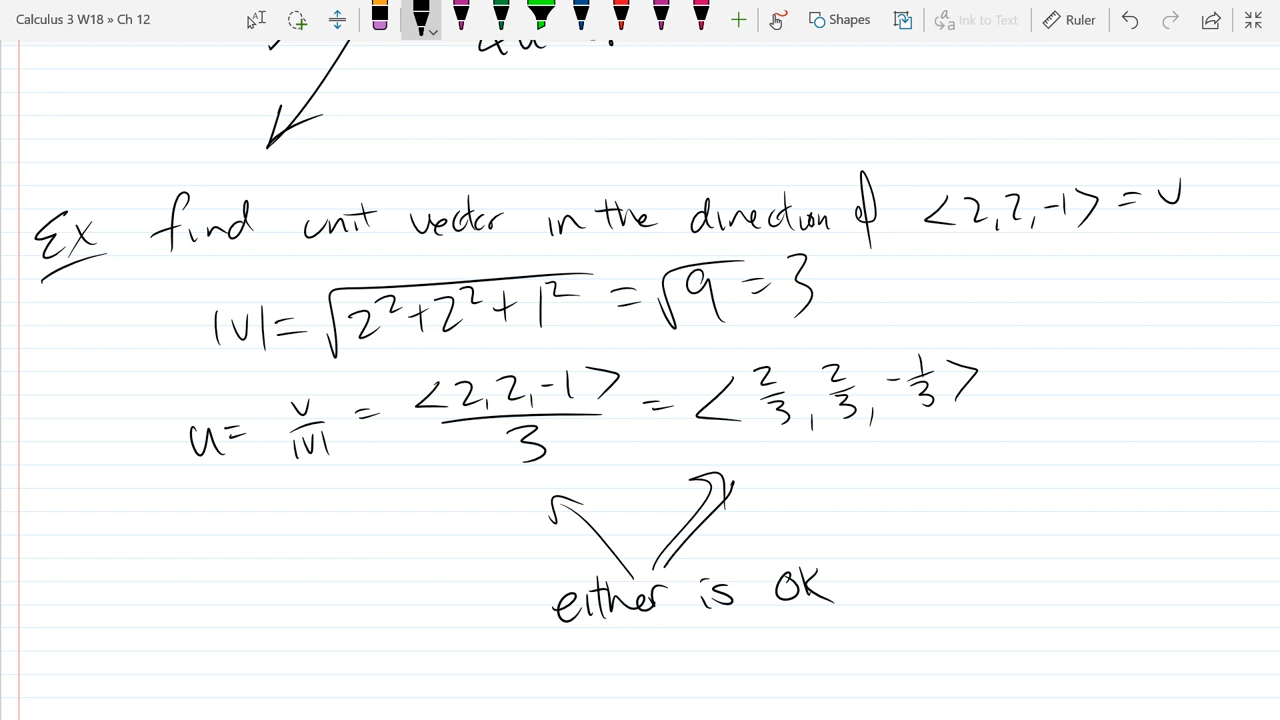 Calculus 3 W18 » Ch 12
Shapes
Ink to Text
Ruler
Ex find unit vector in the direction of <2, 2, -1> = v
|v| = √(2² + 2² + 1²) = √9 = 3
u = v/|v| = <2, 2, -1>/3 = <2/3, 2/3, -1/3>
either is OK